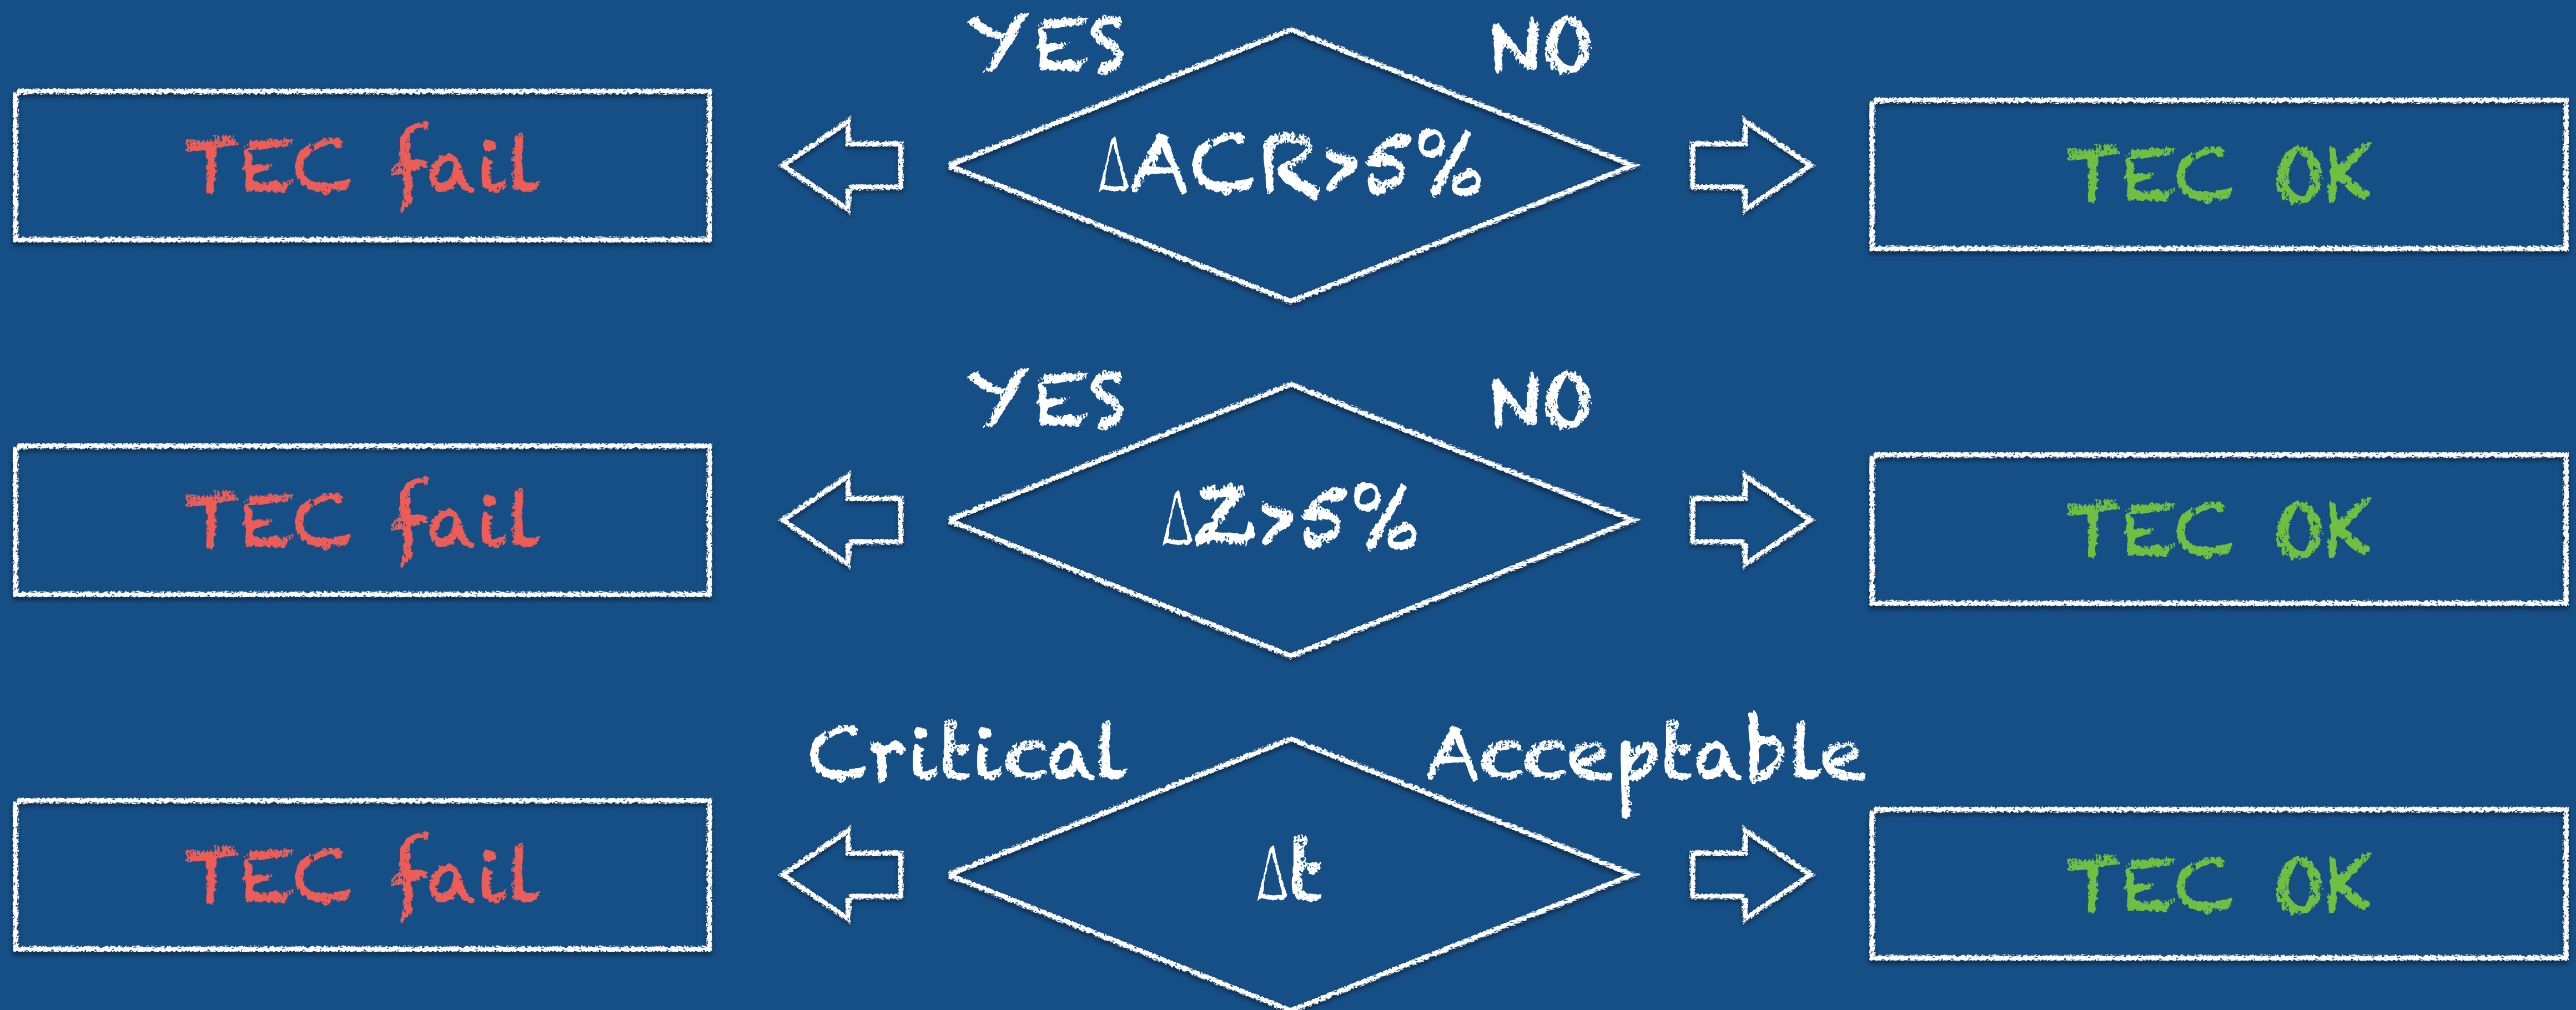 YES NO
TEC fail ΔACR>5% TEC OK
YES NO
TEC fail ΔZ>5% TEC OK
Critical Acceptable
TEC fail Δt TEC OK